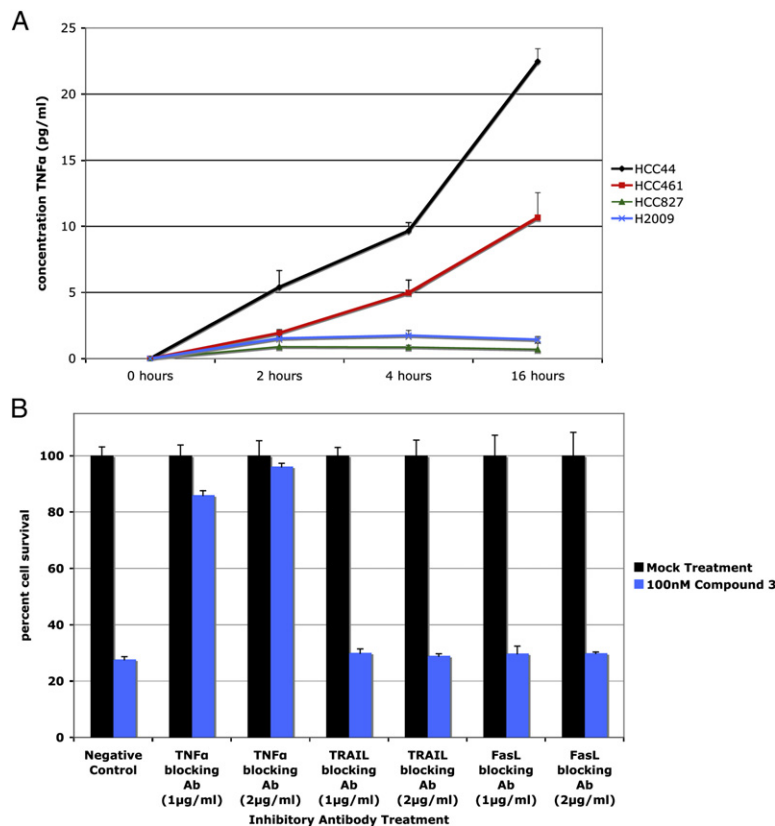 A
concentration TNFα (pg/ml)
25
20
15
10
5
0
0 hours
2 hours
4 hours
16 hours
HCC44
HCC461
HCC827
H2009
B
percent cell survival
100
80
60
40
20
0
Negative
Control
TNFα
blocking
Ab
(1µg/ml)
TNFα
blocking
Ab
(2µg/ml)
TRAIL
blocking
Ab
(1µg/ml)
TRAIL
blocking
Ab
(2µg/ml)
FasL
blocking
Ab
(1µg/ml)
FasL
blocking
Ab
(2µg/ml)
Inhibitory Antibody Treatment
Mock Treatment
100nM Compound 3